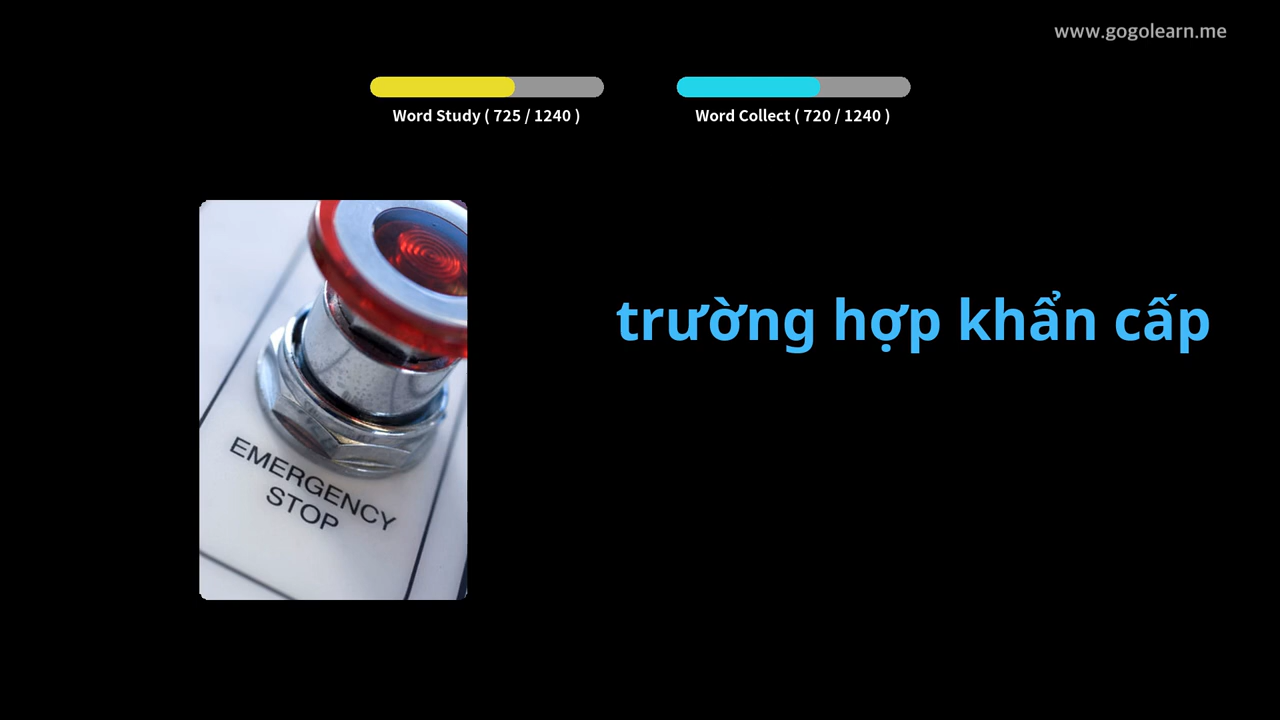 www.gogolearn.me
Word Study ( 725 / 1240 )
Word Collect ( 720 / 1240 )
trường hợp khẩn cấp
EMERGENCY
STOP